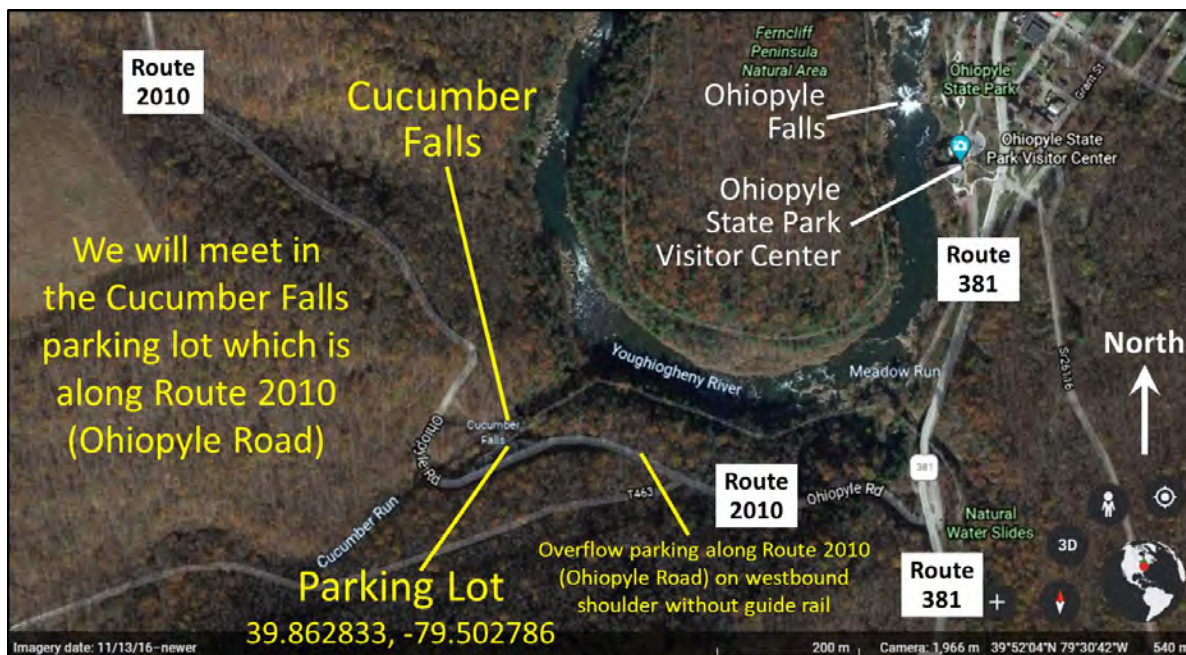 Route
2010
Cucumber
Falls
Ferncliff
Peninsula
Natural Area
Ohiopyle
Falls
Ohiopyle
State Park
Grant St
Ohiopyle State
Park Visitor Center
Ohiopyle
State Park
Visitor Center
Route
381
We will meet in
the Cucumber Falls
parking lot which is
along Route 2010
(Ohiopyle Road)
North
S-26116
Youghiogheny River
Meadow Run
Ohiopyle Rd
Cucumber
Falls
381
T463
Route
2010
Ohiopyle Rd
Cucumber Run
Natural
Water Slides
3D
Overflow parking along Route 2010
(Ohiopyle Road) on westbound
shoulder without guide rail
Route
381
Parking Lot
39.862833, -79.502786
Imagery date: 11/13/16–newer
200 m
Camera: 1,966 m
39°52'04"N 79°30'42"W
540 m